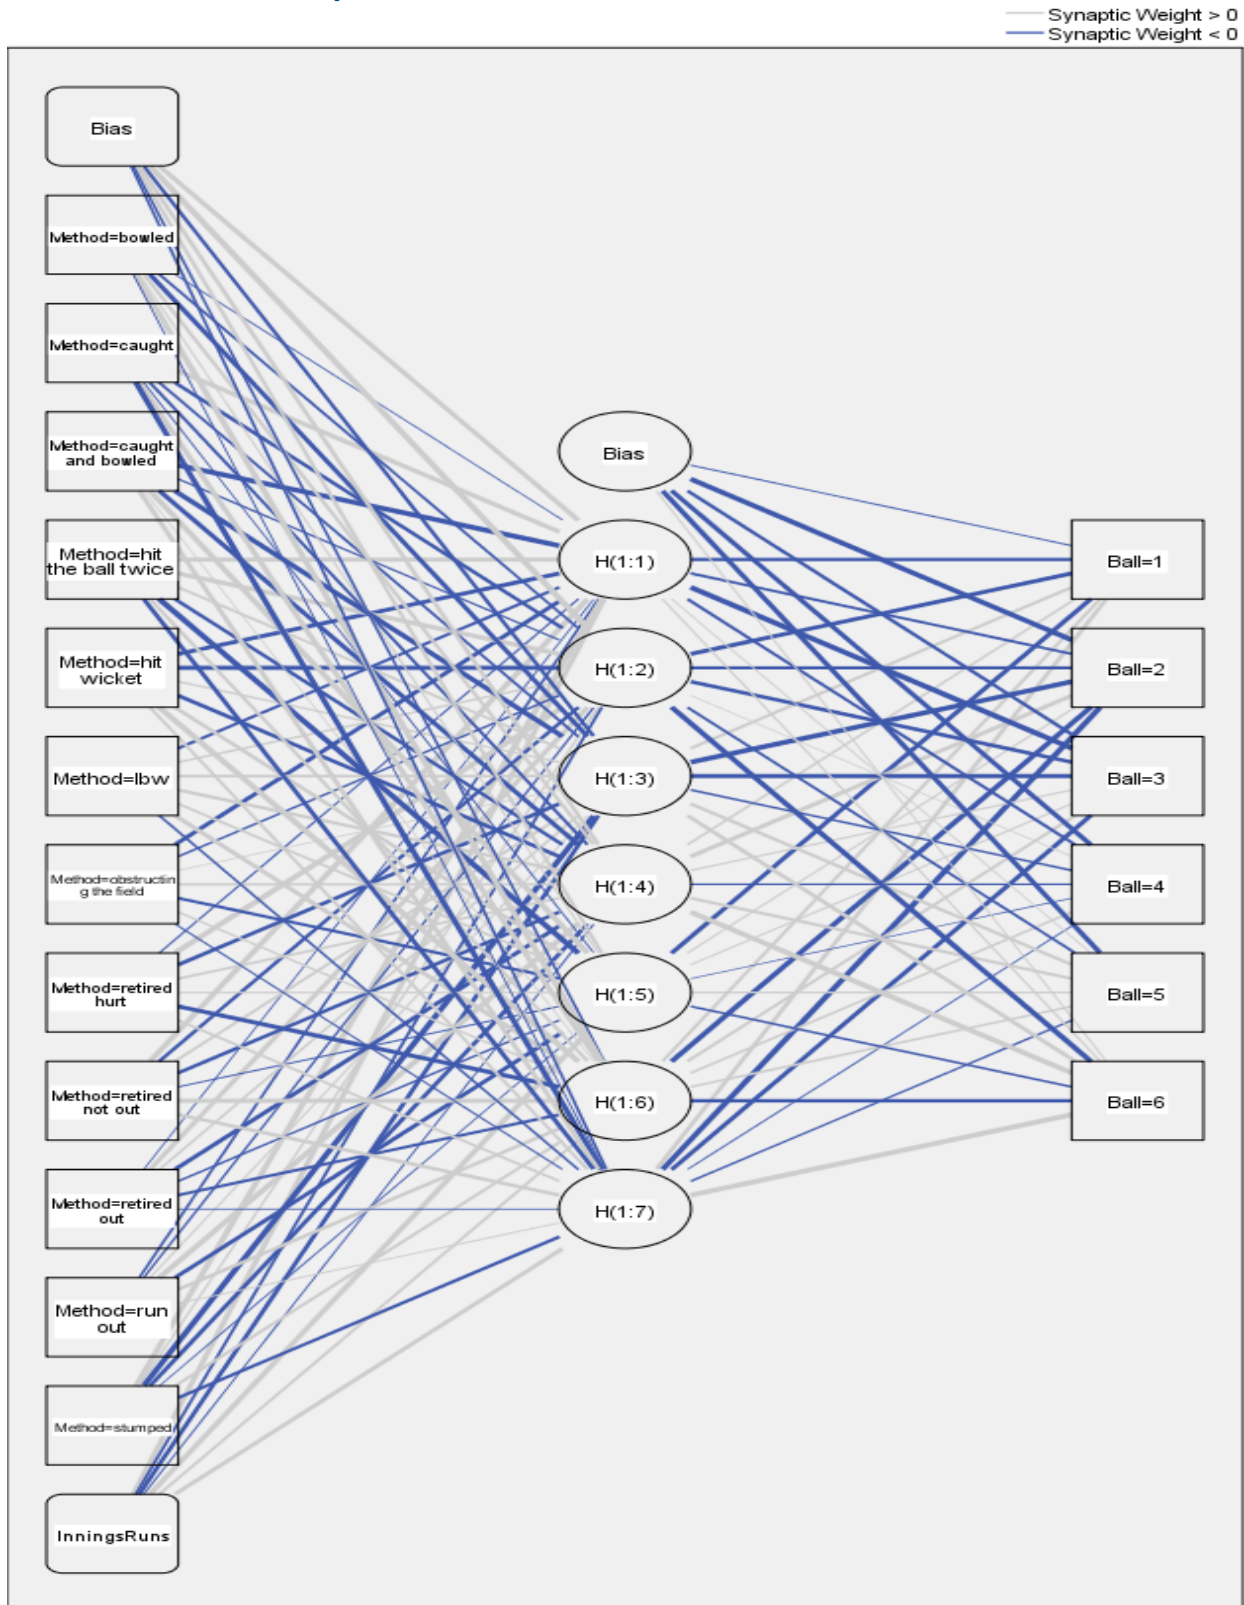 Synaptic Weight > 0
Synaptic Weight < 0
Bias
Method=bowled
Method=caught
Method=caught
and bowled
Method=hit
the ball twice
Method=hit
wicket
Method=lbw
Method=obstructin
g the field
Method=retired
hurt
Method=retired
not out
Method=retired
out
Method=run
out
Method=stumped
InningsRuns
Bias
H(1:1)
H(1:2)
H(1:3)
H(1:4)
H(1:5)
H(1:6)
H(1:7)
Ball=1
Ball=2
Ball=3
Ball=4
Ball=5
Ball=6